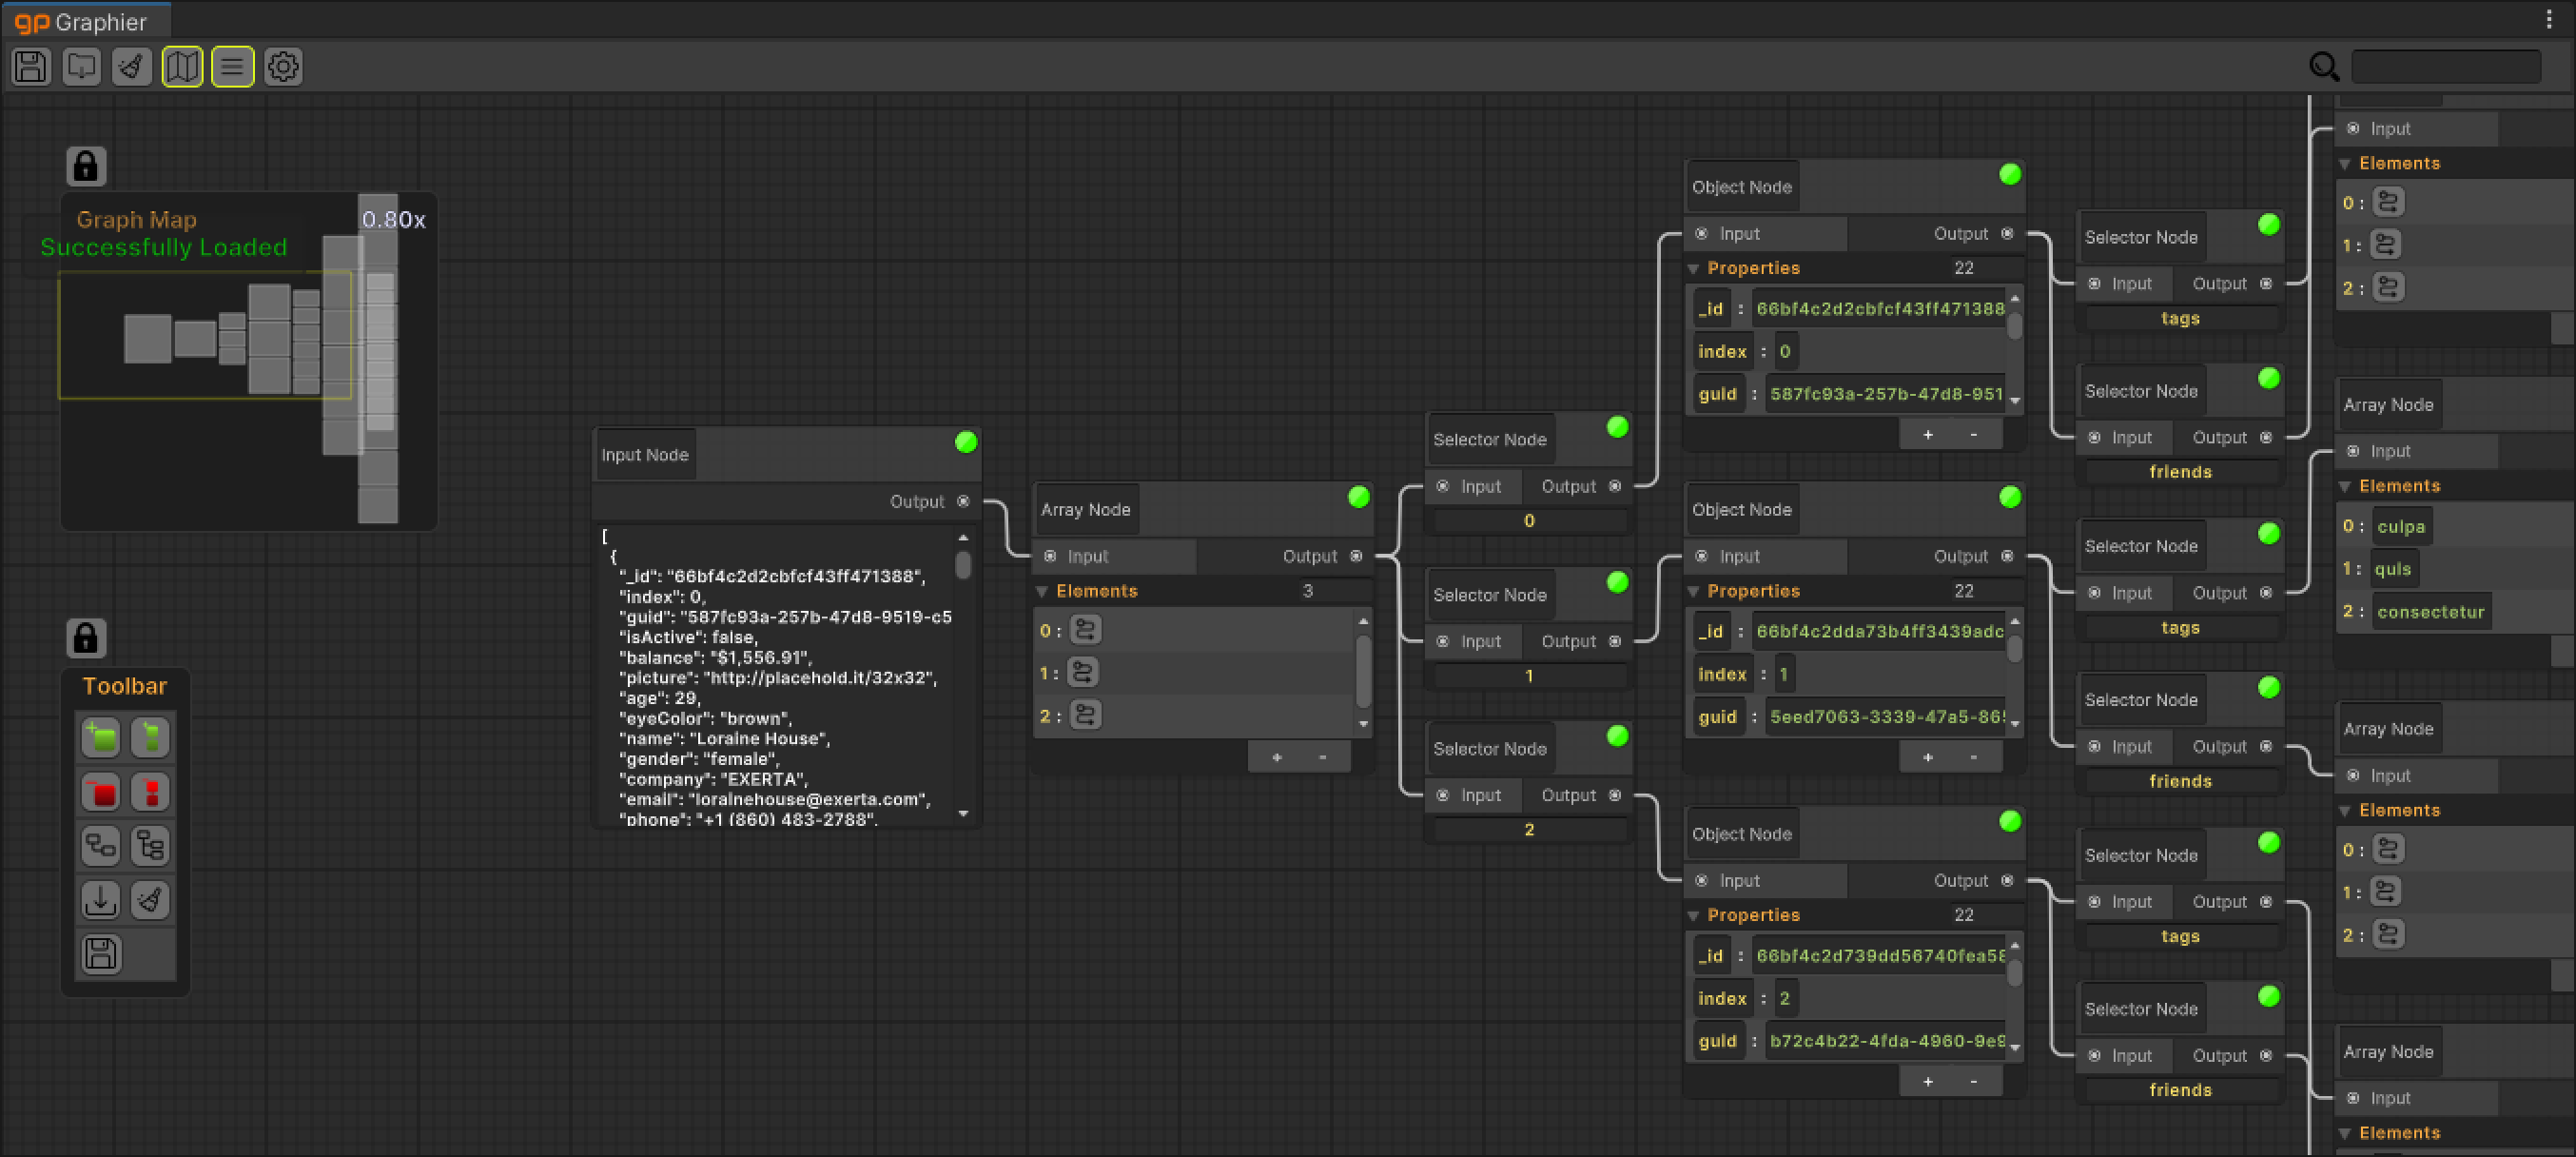 gp Graphier
Graph Map
0.80x
Successfully Loaded
Toolbar
Input Node
Output
[
{
"_id": "66bf4c2d2cbfcf43ff471388",
"index": 0,
"guid": "587fc93a-257b-47d8-9519-c5
"isActive": false,
"balance": "$1,556.91",
"picture": "http://placehold.it/32x32",
"age": 29,
"eyeColor": "brown",
"name": "Loraine House",
"gender": "female",
"company": "EXERTA",
"email": "lorainehouse@exerta.com",
"phone": "+1 (860) 483-2788",
Array Node
Input Output
Elements 3
0 :
1 :
2 :
+ -
Selector Node
Input Output
0
Selector Node
Input Output
1
Selector Node
Input Output
2
Object Node
Input Output
Properties 22
_id : 66bf4c2d2cbfcf43ff471388
index : 0
guid : 587fc93a-257b-47d8-951
+ -
Object Node
Input Output
Properties 22
_id : 66bf4c2dda73b4ff3439adc
index : 1
guid : 5eed7063-3339-47a5-865
+ -
Object Node
Input Output
Properties 22
_id : 66bf4c2d739dd56740fea58
index : 2
guid : b72c4b22-4fda-4960-9e9
+ -
Selector Node
Input Output
tags
Selector Node
Input Output
friends
Selector Node
Input Output
tags
Selector Node
Input Output
friends
Selector Node
Input Output
tags
Selector Node
Input Output
friends
Input
Elements
0 :
1 :
2 :
Array Node
Input
Elements
0 : culpa
1 : quis
2 : consectetur
Array Node
Input
Elements
0 :
1 :
2 :
Array Node
Input
Elements